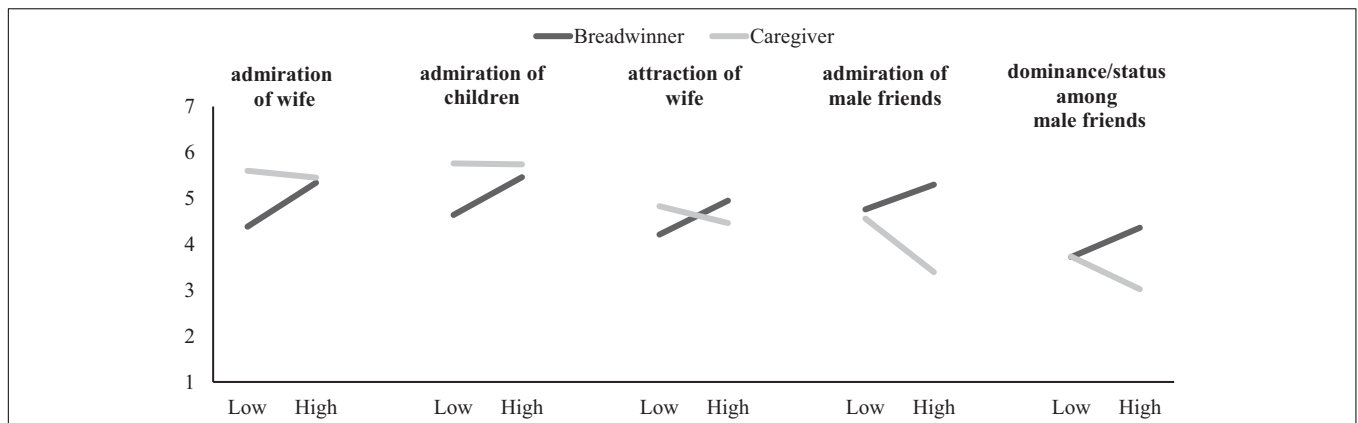 Breadwinner Caregiver
admiration
of wife
admiration of
children
attraction of
wife
admiration of
male friends
dominance/status
among
male friends
7
6
5
4
3
2
1
Low High Low High Low High Low High Low High